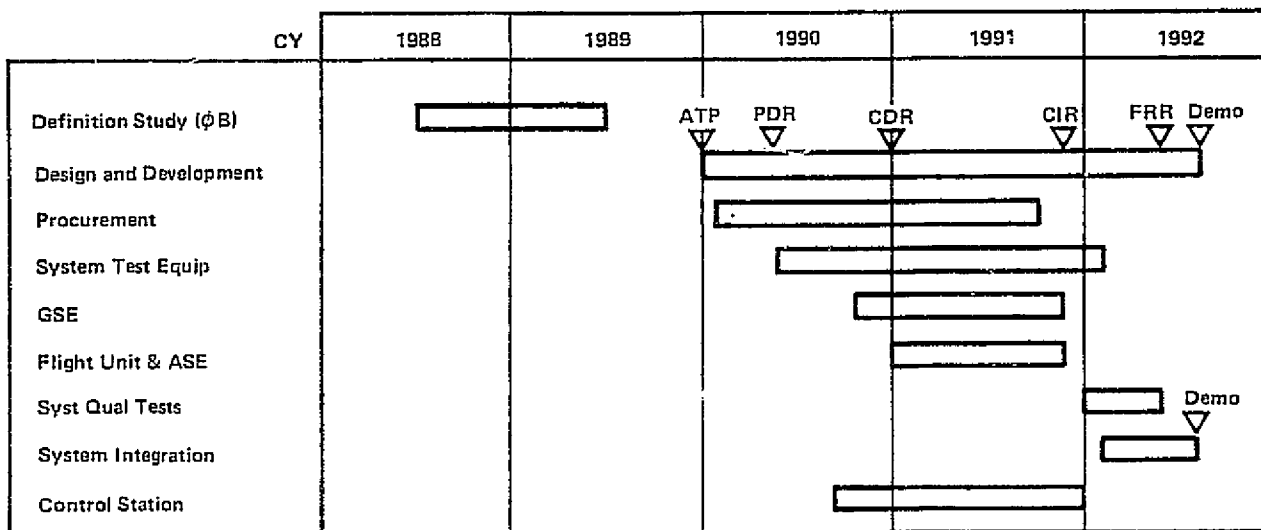 CY 1988 1989 1990 1991 1992
Definition Study (ϕB)
ATP PDR CDR CIR FRR Demo
Design and Development
Procurement
System Test Equip
GSE
Flight Unit & ASE
Syst Qual Tests
Demo
System Integration
Control Station